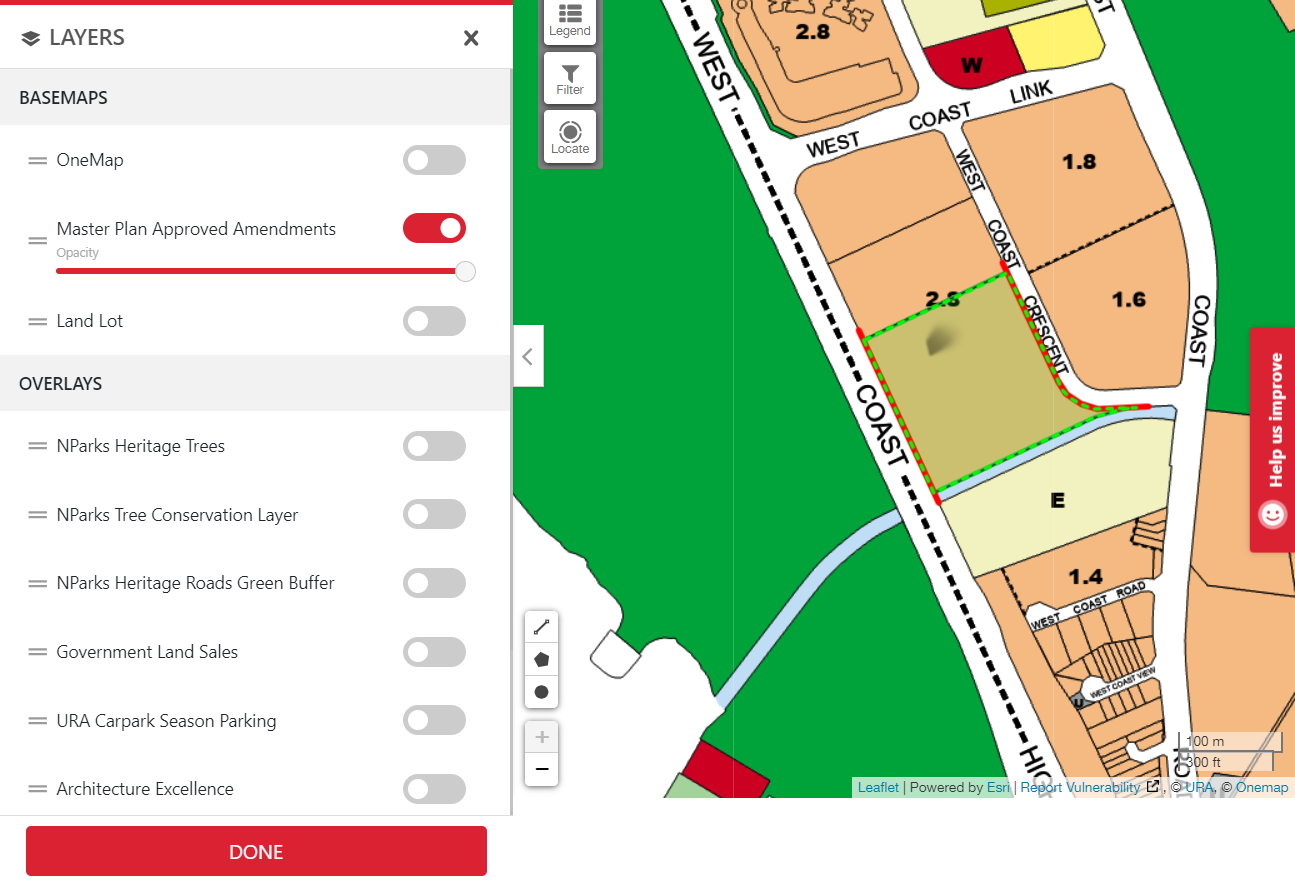 LAYERS
BASEMAPS
OneMap
Master Plan Approved Amendments
Opacity
Land Lot
OVERLAYS
NParks Heritage Trees
NParks Tree Conservation Layer
NParks Heritage Roads Green Buffer
Government Land Sales
URA Carpark Season Parking
Architecture Excellence
DONE
Legend
Filter
Locate
2.8
W
WEST
COAST
LINK
WEST
1.8
WEST
COAST
CRESCENT
1.6
COAST
COAST
E
1.4
WEST COAST ROAD
WEST COAST VIEW
U
Help us improve
100 m
300 ft
Leaflet | Powered by Esri | Report Vulnerability , © URA, © Onemap